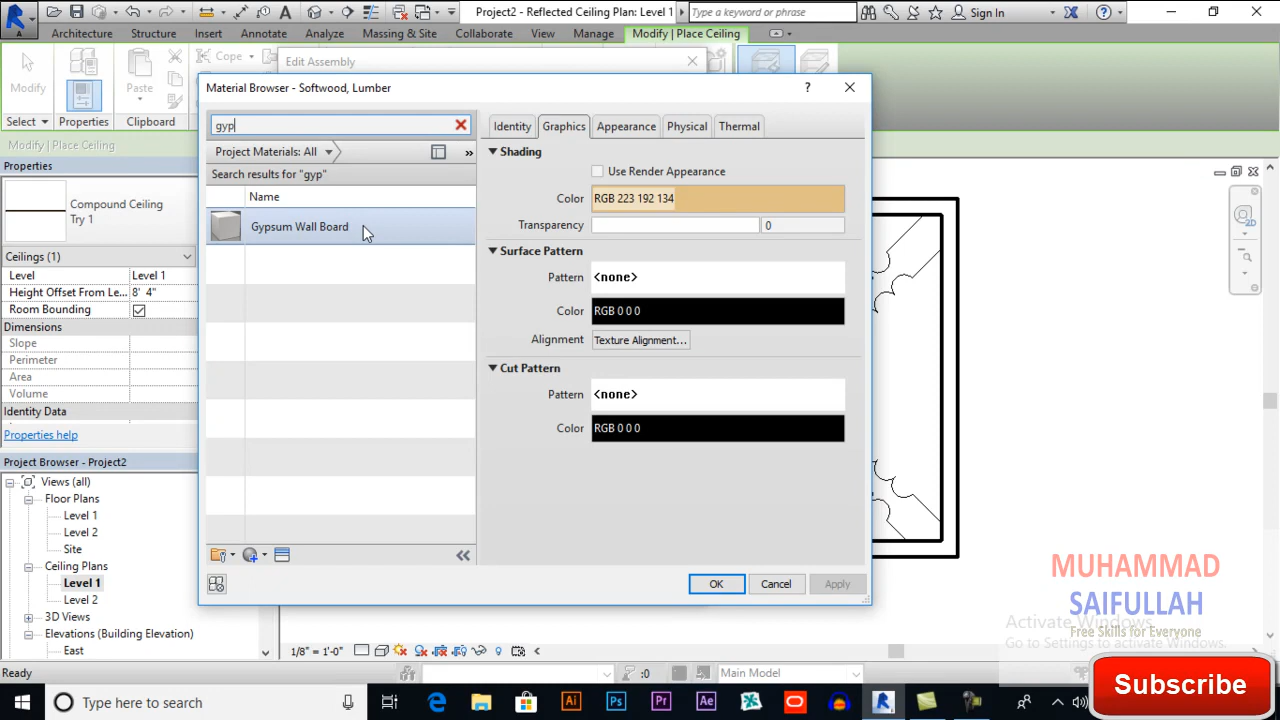 Project2 - Reflected Ceiling Plan: Level 1
Type a keyword or phrase
Sign In
Architecture
Structure
Insert
Annotate
Analyze
Massing & Site
Collaborate
View
Manage
Modify | Place Ceiling
Modify
Paste
Cope
Select
Properties
Clipboard
Edit Assembly
Modify | Place Ceiling
Properties
Compound Ceiling
Try 1
Ceilings (1)
Level
Level 1
Height Offset From Le...
8' 4"
Room Bounding
Dimensions
Slope
Perimeter
Area
Volume
Identity Data
Properties help
Project Browser - Project2
Views (all)
Floor Plans
Level 1
Level 2
Site
Ceiling Plans
Level 1
Level 2
3D Views
Elevations (Building Elevation)
East
Material Browser - Softwood, Lumber
?
gyp
Project Materials: All
»
Search results for "gyp"
Name
Gypsum Wall Board
Identity
Graphics
Appearance
Physical
Thermal
Shading
Use Render Appearance
Color
RGB 223 192 134
Transparency
0
Surface Pattern
Pattern
<none>
Color
RGB 0 0 0
Alignment
Texture Alignment...
Cut Pattern
Pattern
<none>
Color
RGB 0 0 0
OK
Cancel
Apply
2D
MUHAMMAD
SAIFULLAH
Free Skills for Everyone
Activate Windows
Go to Settings to activate Windows.
1/8" = 1'-0"
Ready
:0
Main Model
Subscribe
Type here to search
Ai
Ps
Pr
Ae